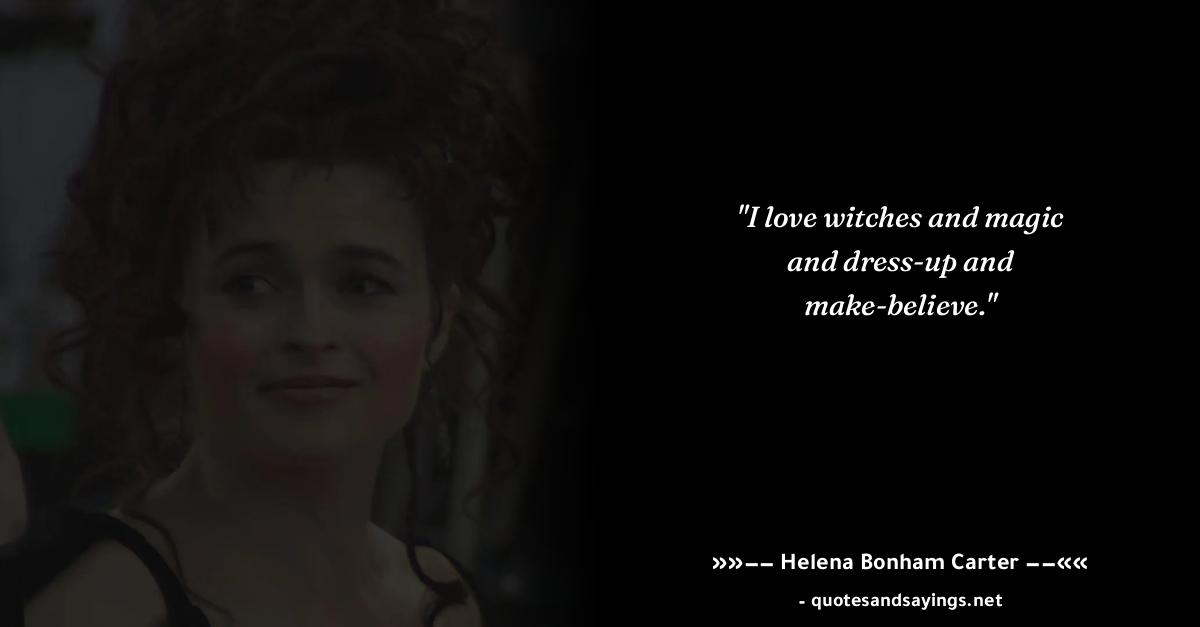 "I love witches and magic
and dress-up and
make-believe."
»»−− Helena Bonham Carter −−««
- quotesandsayings.net